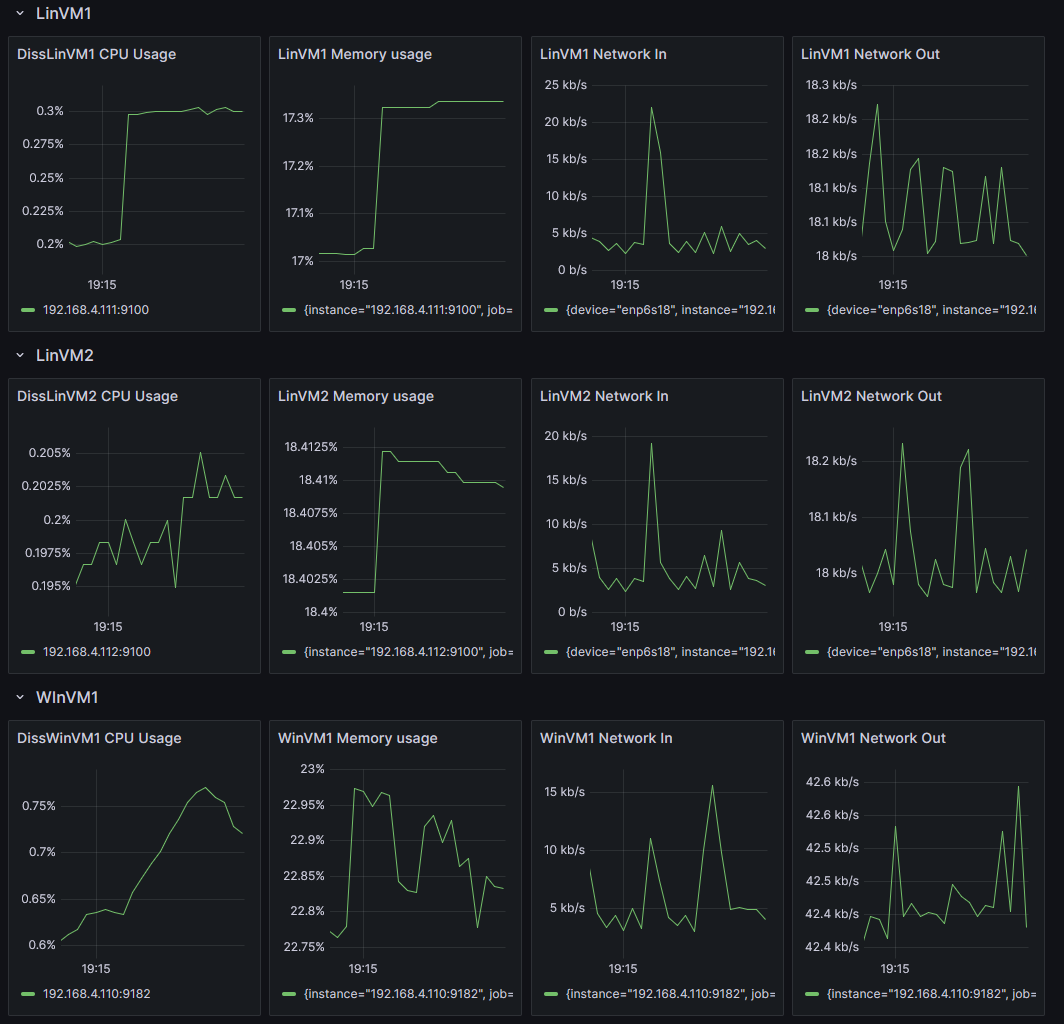 LinVM1
DissLinVM1 CPU Usage
0.3%
0.275%
0.25%
0.225%
0.2%
19:15
192.168.4.111:9100
LinVM1 Memory usage
17.3%
17.2%
17.1%
17%
19:15
{instance="192.168.4.111:9100", job=
LinVM1 Network In
25 kb/s
20 kb/s
15 kb/s
10 kb/s
5 kb/s
0 b/s
19:15
{device="enp6s18", instance="192.16
LinVM1 Network Out
18.3 kb/s
18.2 kb/s
18.2 kb/s
18.1 kb/s
18.1 kb/s
18 kb/s
19:15
{device="enp6s18", instance="192.16
LinVM2
DissLinVM2 CPU Usage
0.205%
0.2025%
0.2%
0.1975%
0.195%
19:15
192.168.4.112:9100
LinVM2 Memory usage
18.4125%
18.41%
18.4075%
18.405%
18.4025%
18.4%
19:15
{instance="192.168.4.112:9100", job=
LinVM2 Network In
20 kb/s
15 kb/s
10 kb/s
5 kb/s
0 b/s
19:15
{device="enp6s18", instance="192.16
LinVM2 Network Out
18.2 kb/s
18.1 kb/s
18 kb/s
19:15
{device="enp6s18", instance="192.16
WInVM1
DissWinVM1 CPU Usage
0.75%
0.7%
0.65%
0.6%
19:15
192.168.4.110:9182
WinVM1 Memory usage
23%
22.95%
22.9%
22.85%
22.8%
22.75%
19:15
{instance="192.168.4.110:9182", job=
WinVM1 Network In
15 kb/s
10 kb/s
5 kb/s
19:15
{instance="192.168.4.110:9182", job=
WinVM1 Network Out
42.6 kb/s
42.6 kb/s
42.5 kb/s
42.5 kb/s
42.4 kb/s
42.4 kb/s
19:15
{instance="192.168.4.110:9182", job=